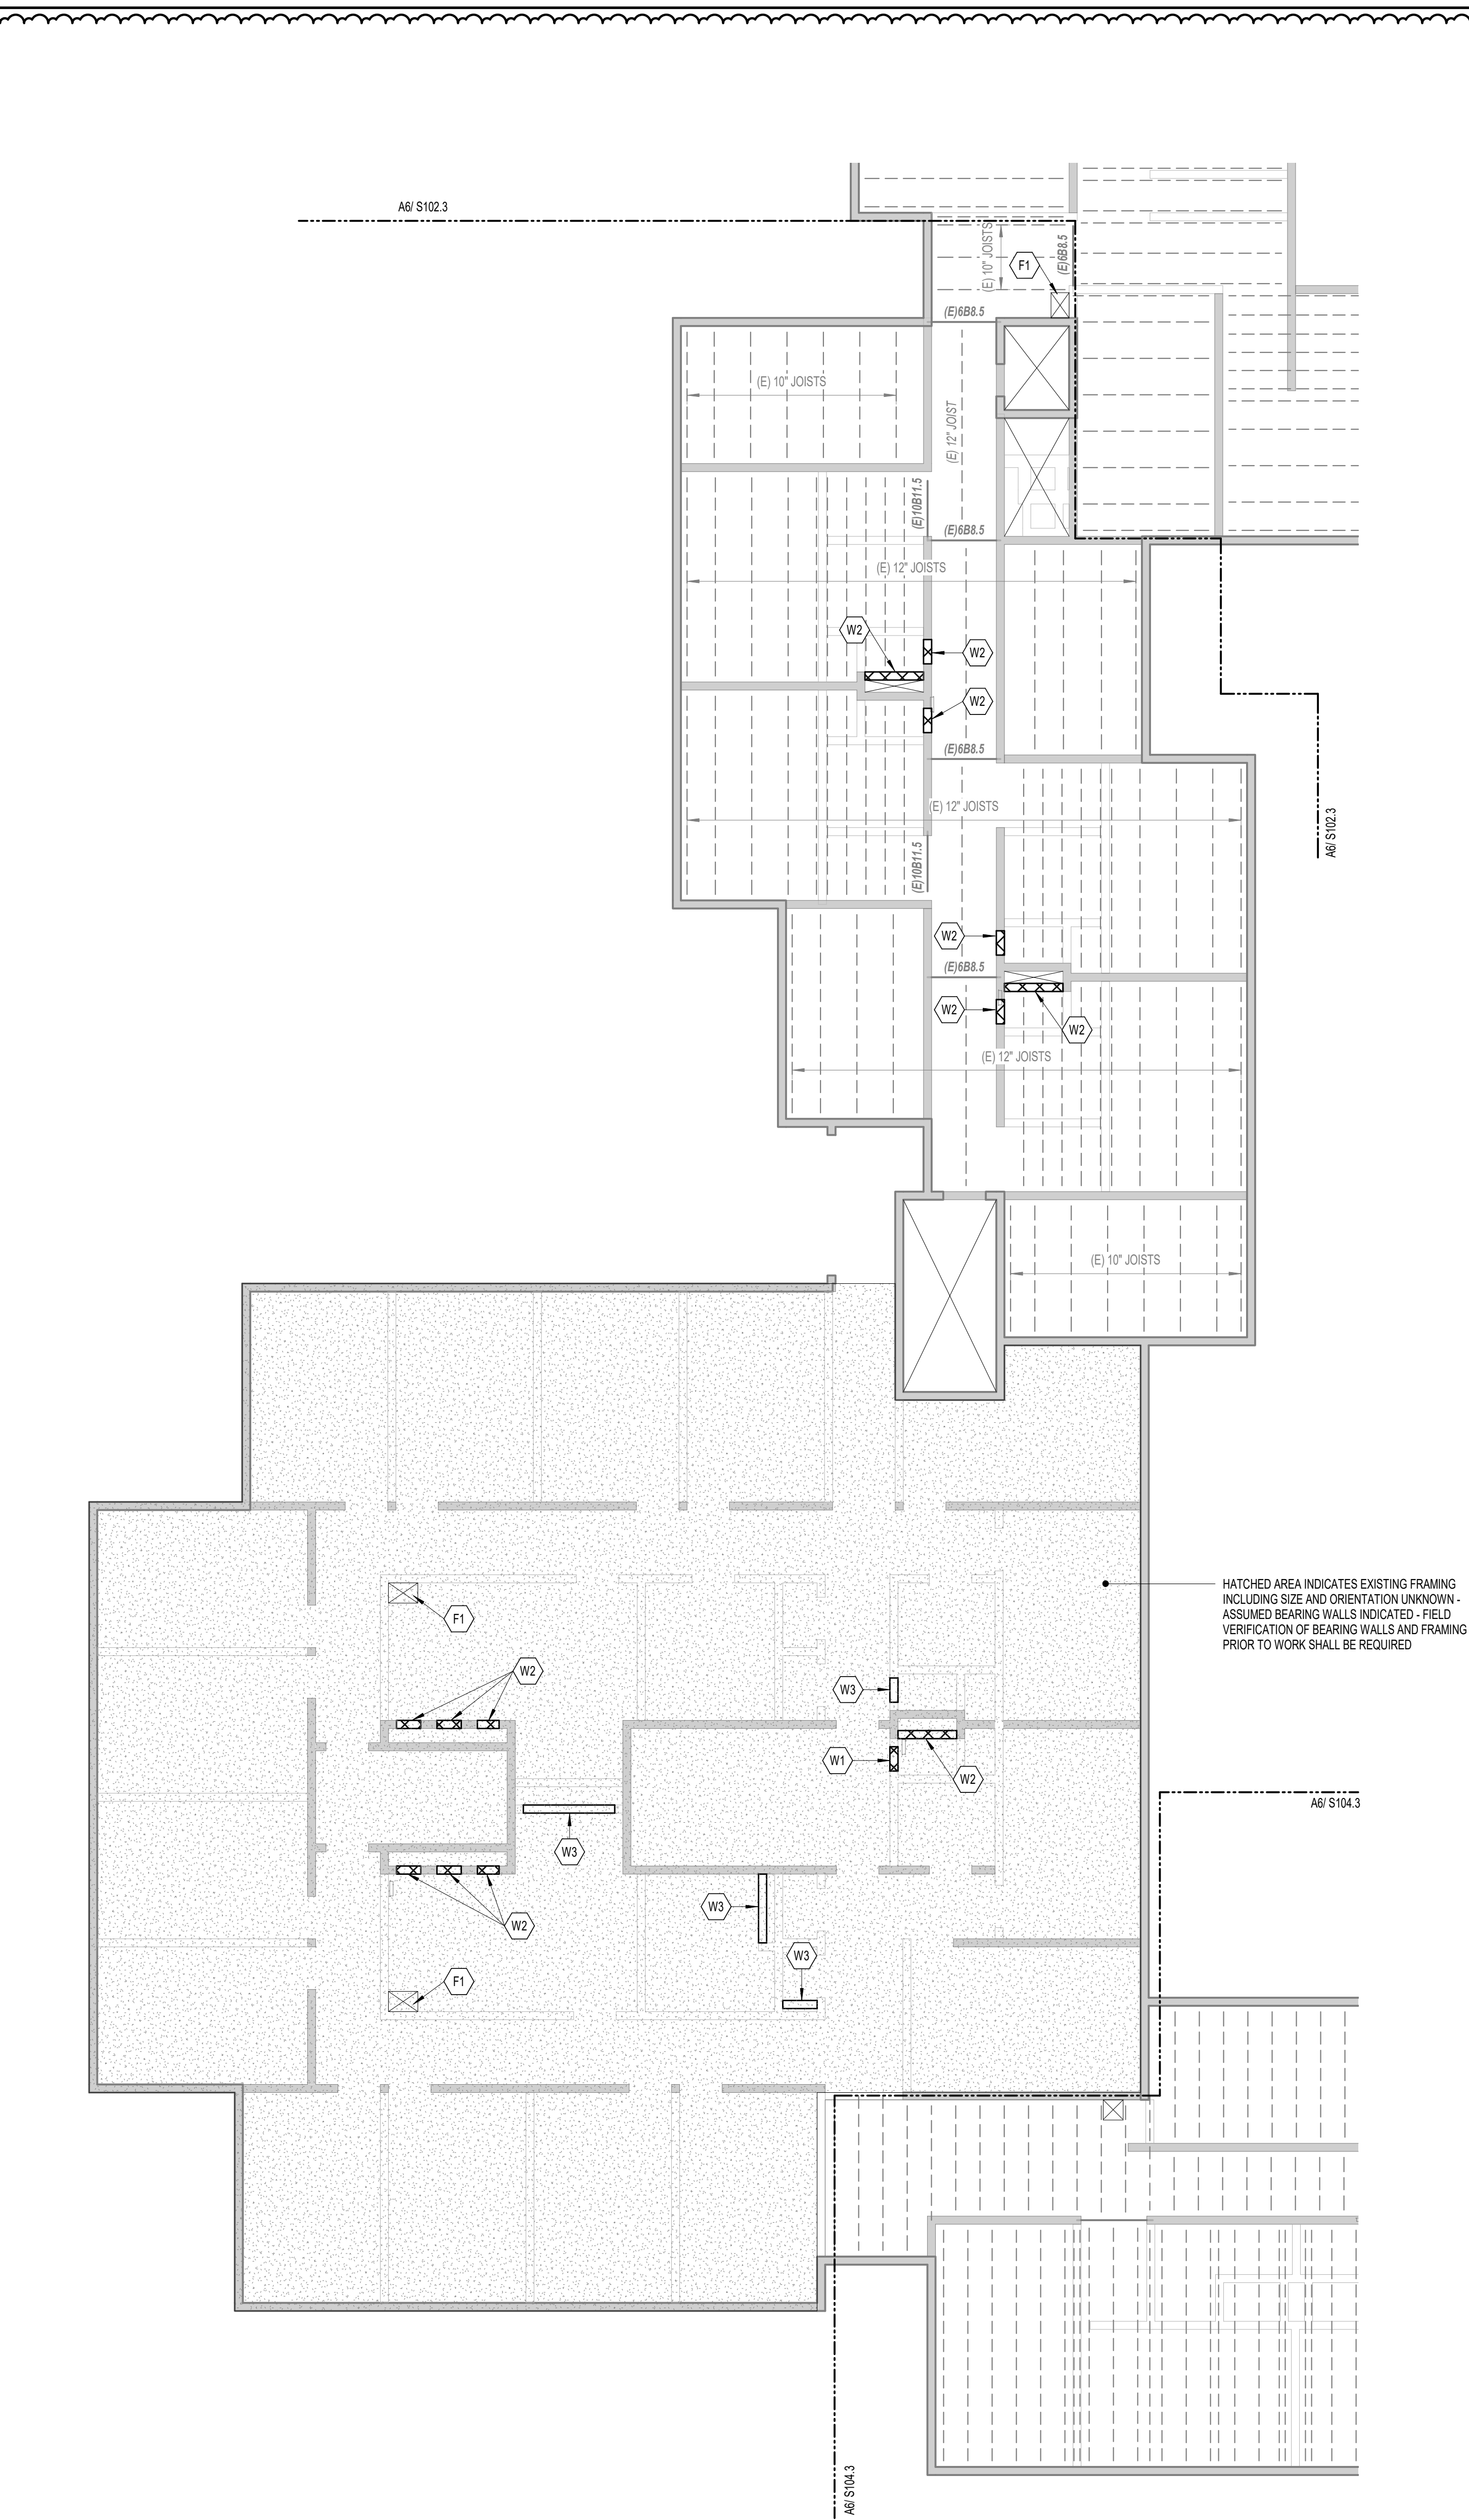 A6/ S102.3
(E) 10" JOISTS
(E)6B8.5
F1
(E)6B8.5
(E) 10" JOISTS
(E) 12" JOIST
(E)10B11.5
(E)6B8.5
(E) 12" JOISTS
W2
W2
W2
(E)6B8.5
(E) 12" JOISTS
A6/ S102.3
(E)10B11.5
W2
(E)6B8.5
W2
W2
(E) 12" JOISTS
(E) 10" JOISTS
HATCHED AREA INDICATES EXISTING FRAMING
INCLUDING SIZE AND ORIENTATION UNKNOWN -
ASSUMED BEARING WALLS INDICATED - FIELD
VERIFICATION OF BEARING WALLS AND FRAMING
PRIOR TO WORK SHALL BE REQUIRED
F1
W2
W3
W1
W2
A6/ S104.3
W3
W3
W2
W3
F1
A6/ S104.3